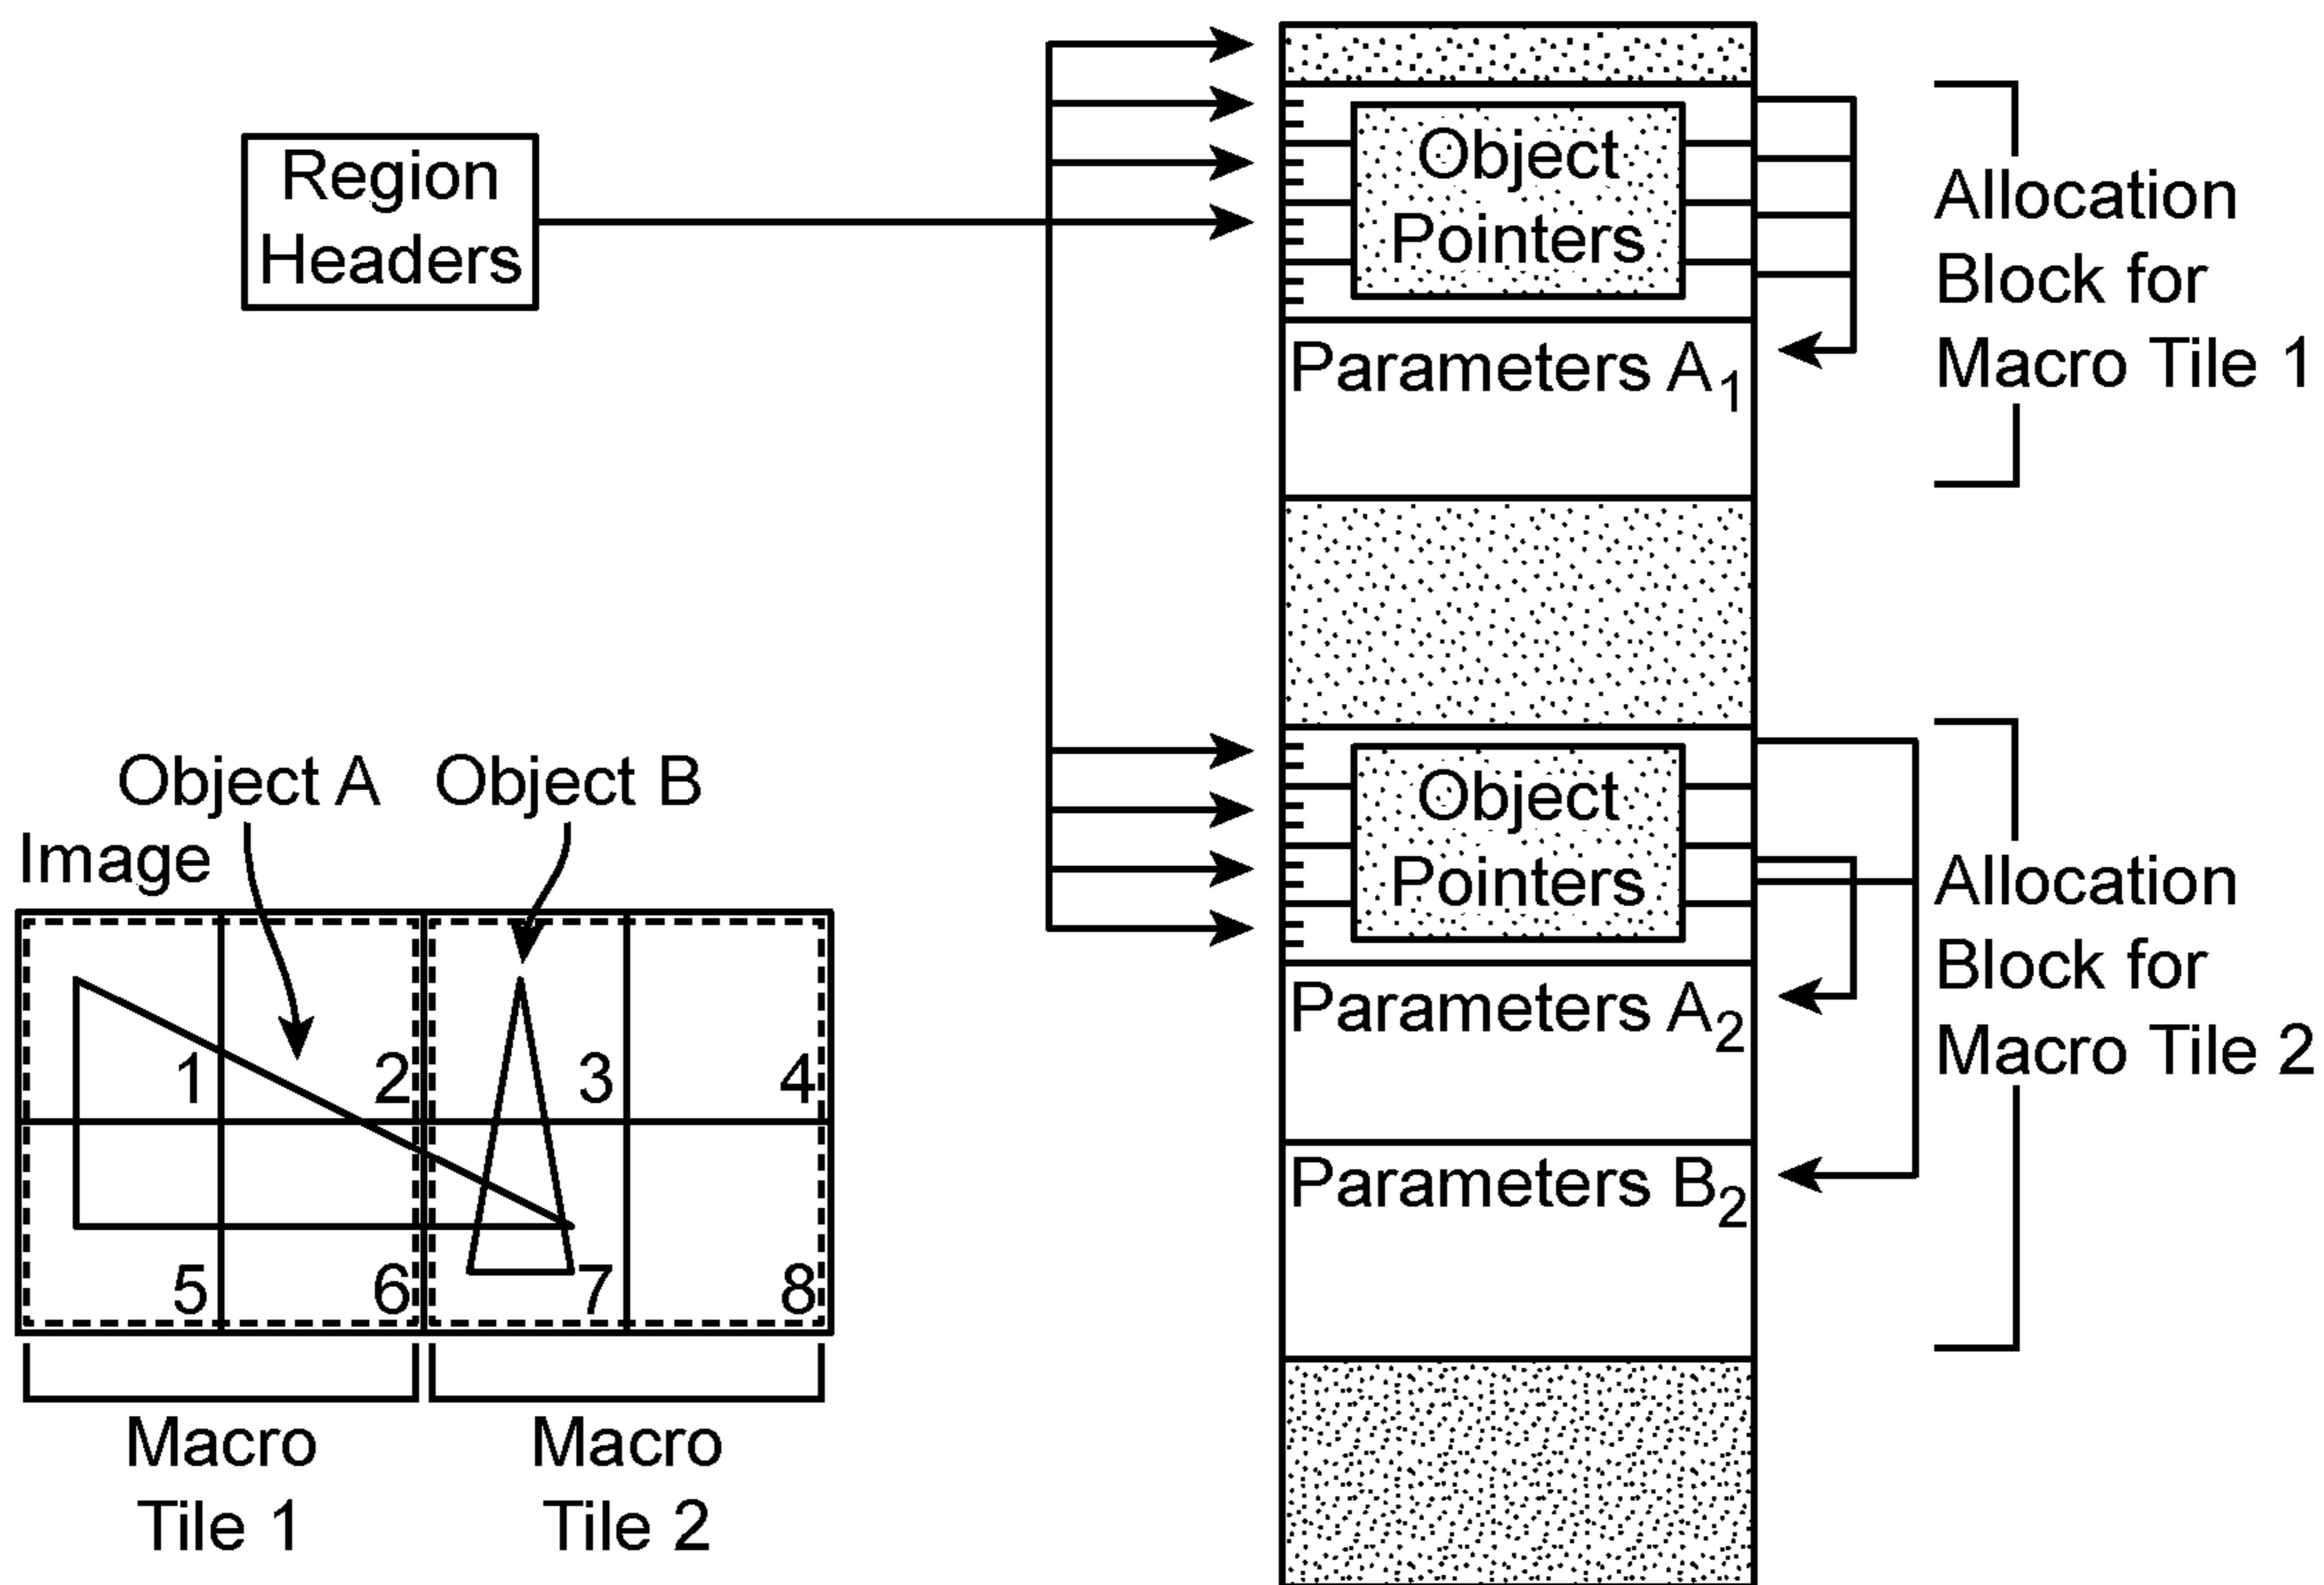 Region
Headers
Object
Pointers
Parameters A1
Allocation
Block for
Macro Tile 1
Object
Pointers
Parameters A2
Parameters B2
Allocation
Block for
Macro Tile 2
Object A
Object B
Image
1
2
3
4
5
6
7
8
Macro
Tile 1
Macro
Tile 2